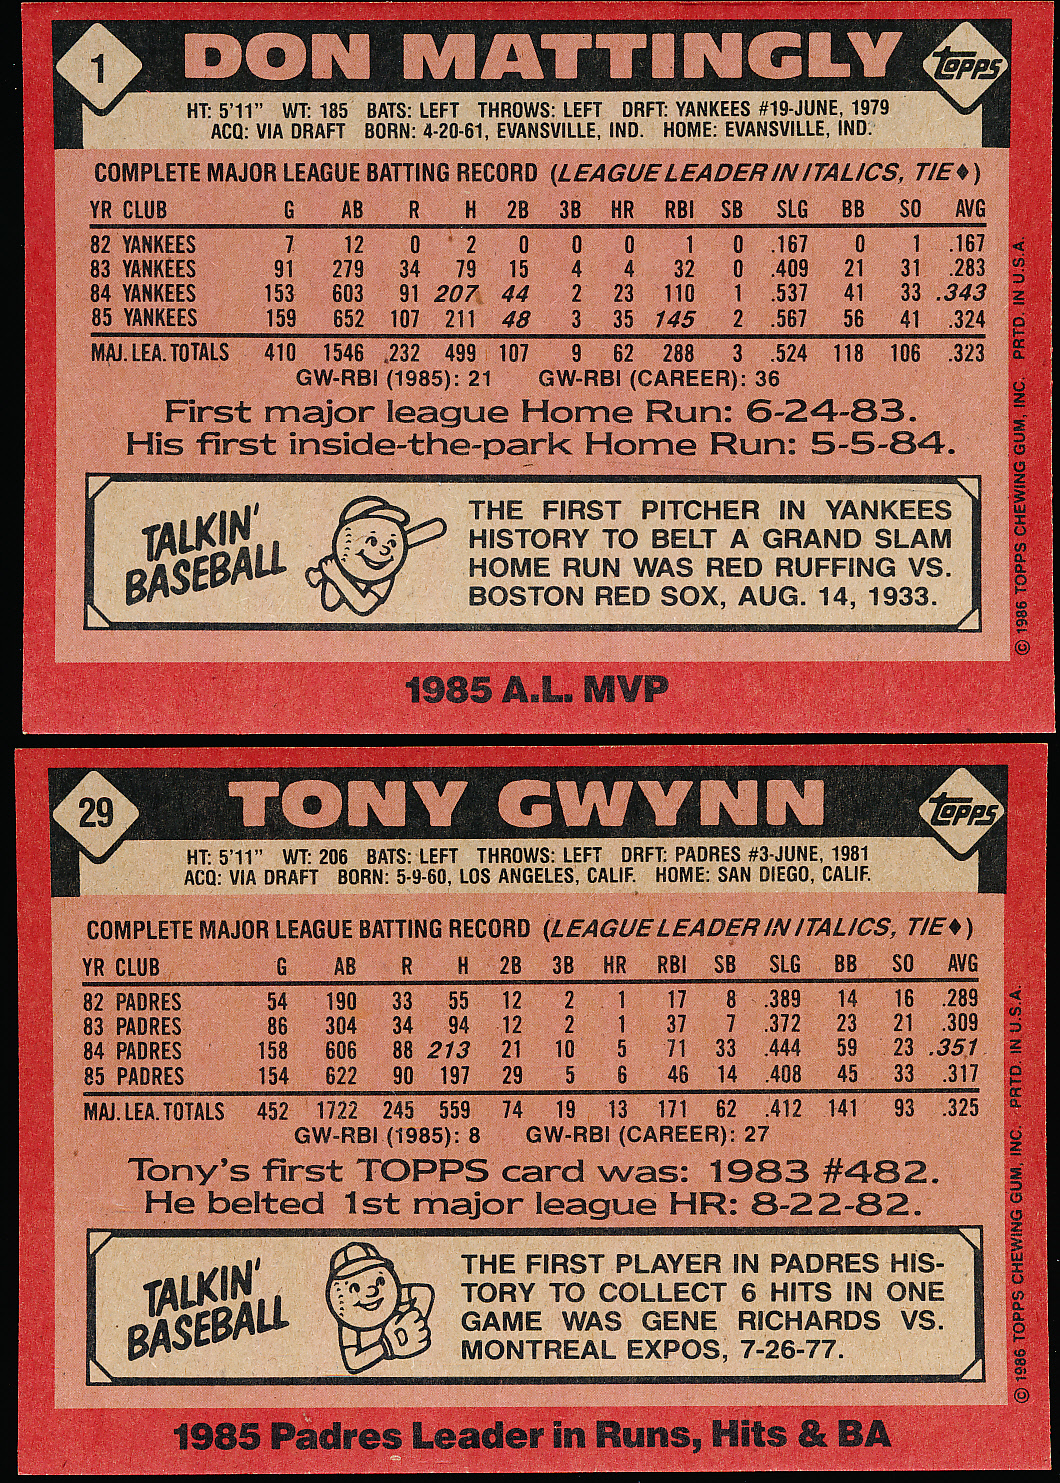 1 DON MATTINGLY TOPPS
HT: 5'11" WT: 185 BATS: LEFT THROWS: LEFT DRFT: YANKEES #19-JUNE, 1979
ACQ: VIA DRAFT BORN: 4-20-61, EVANSVILLE, IND. HOME: EVANSVILLE, IND.
COMPLETE MAJOR LEAGUE BATTING RECORD (LEAGUE LEADER IN ITALICS, TIE♦)
YR CLUB G AB R H 2B 3B HR RBI SB SLG BB SO AVG
82 YANKEES 7 12 0 2 0 0 0 1 0 .167 0 1 .167
83 YANKEES 91 279 34 79 15 4 4 32 0 .409 21 31 .283
84 YANKEES 153 603 91 207 44 2 23 110 1 .537 41 33 .343
85 YANKEES 159 652 107 211 48 3 35 145 2 .567 56 41 .324
MAJ. LEA. TOTALS 410 1546 232 499 107 9 62 288 3 .524 118 106 .323
GW-RBI (1985): 21 GW-RBI (CAREER): 36
First major league Home Run: 6-24-83.
His first inside-the-park Home Run: 5-5-84.
TALKIN'
BASEBALL
THE FIRST PITCHER IN YANKEES
HISTORY TO BELT A GRAND SLAM
HOME RUN WAS RED RUFFING VS.
BOSTON RED SOX, AUG. 14, 1933.
1985 A.L. MVP
© 1986 TOPPS CHEWING GUM, INC. PRTD. IN U.S.A.
29 TONY GWYNN TOPPS
HT: 5'11" WT: 206 BATS: LEFT THROWS: LEFT DRFT: PADRES #3-JUNE, 1981
ACQ: VIA DRAFT BORN: 5-9-60, LOS ANGELES, CALIF. HOME: SAN DIEGO, CALIF.
COMPLETE MAJOR LEAGUE BATTING RECORD (LEAGUE LEADER IN ITALICS, TIE♦)
YR CLUB G AB R H 2B 3B HR RBI SB SLG BB SO AVG
82 PADRES 54 190 33 55 12 2 1 17 8 .389 14 16 .289
83 PADRES 86 304 34 94 12 2 1 37 7 .372 23 21 .309
84 PADRES 158 606 88 213 21 10 5 71 33 .444 59 23 .351
85 PADRES 154 622 90 197 29 5 6 46 14 .408 45 33 .317
MAJ. LEA. TOTALS 452 1722 245 559 74 19 13 171 62 .412 141 93 .325
GW-RBI (1985): 8 GW-RBI (CAREER): 27
Tony's first TOPPS card was: 1983 #482.
He belted 1st major league HR: 8-22-82.
TALKIN'
BASEBALL
THE FIRST PLAYER IN PADRES HIS-
TORY TO COLLECT 6 HITS IN ONE
GAME WAS GENE RICHARDS VS.
MONTREAL EXPOS, 7-26-77.
1985 Padres Leader in Runs, Hits & BA
© 1986 TOPPS CHEWING GUM, INC. PRTD. IN U.S.A.